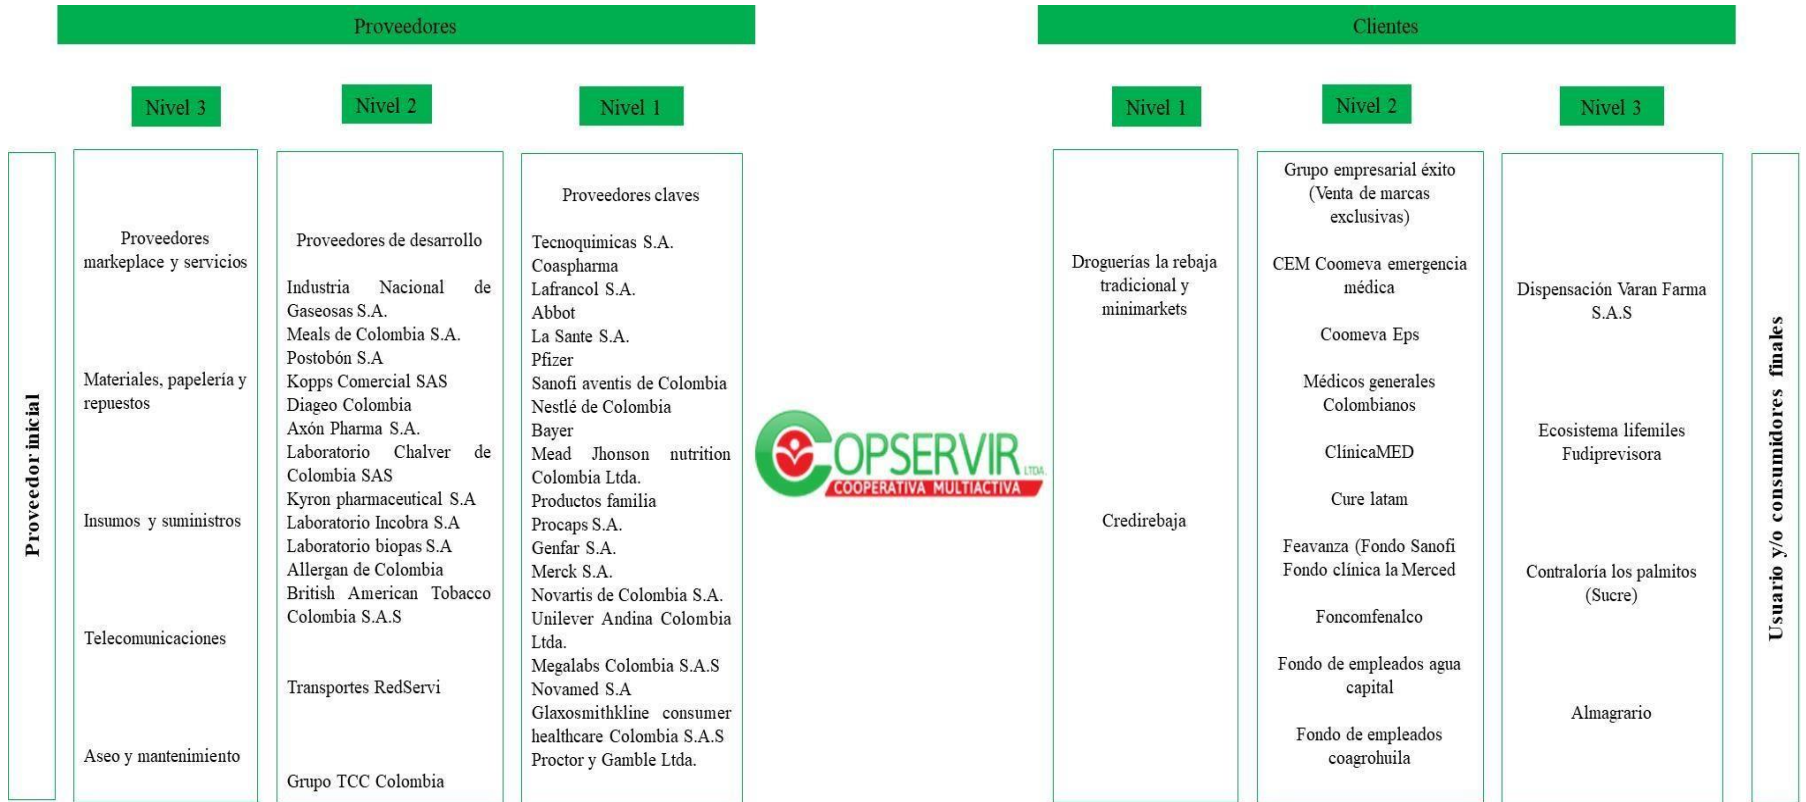 Proveedores
Clientes
Nivel 3
Nivel 2
Nivel 1
Nivel 1
Nivel 2
Nivel 3
Proveedor inicial
Proveedores
markeplace y servicios
Materiales, papelería y
repuestos
Insumos y suministros
Telecomunicaciones
Aseo y mantenimiento
Proveedores de desarrollo
Industria Nacional de
Gaseosas S.A.
Meals de Colombia S.A.
Postobón S.A
Kopps Comercial SAS
Diageo Colombia
Axón Pharma S.A.
Laboratorio Chalver de
Colombia SAS
Kyron pharmaceutical S.A
Laboratorio Incobra S.A
Laboratorio biopas S.A
Allergan de Colombia
British American Tobacco
Colombia S.A.S
Transportes RedServi
Grupo TCC Colombia
Proveedores claves
Tecnoquimicas S.A.
Coaspharma
Lafrancol S.A.
Abbot
La Sante S.A.
Pfizer
Sanofi aventis de Colombia
Nestlé de Colombia
Bayer
Mead Jhonson nutrition
Colombia Ltda.
Productos familia
Procaps S.A.
Genfar S.A.
Merck S.A.
Novartis de Colombia S.A.
Unilever Andina Colombia
Ltda.
Megalabs Colombia S.A.S
Novamed S.A
Glaxosmithkline consumer
healthcare Colombia S.A.S
Proctor y Gamble Ltda.
COPSERVIR LTDA.
COOPERATIVA MULTIACTIVA
Droguerías la rebaja
tradicional y
minimarkets
Credirebaja
Grupo empresarial éxito
(Venta de marcas
exclusivas)
CEM Coomeva emergencia
médica
Coomeva Eps
Médicos generales
Colombianos
ClínicaMED
Cure latam
Feavanza (Fondo Sanofi
Fondo clínica la Merced
Foncomfenalco
Fondo de empleados agua
capital
Fondo de empleados
coagrohuila
Dispensación Varan Farma
S.A.S
Ecosistema lifemiles
Fudiprevisora
Contraloría los palmitos
(Sucre)
Almagrario
Usuario y/o consumidores finales